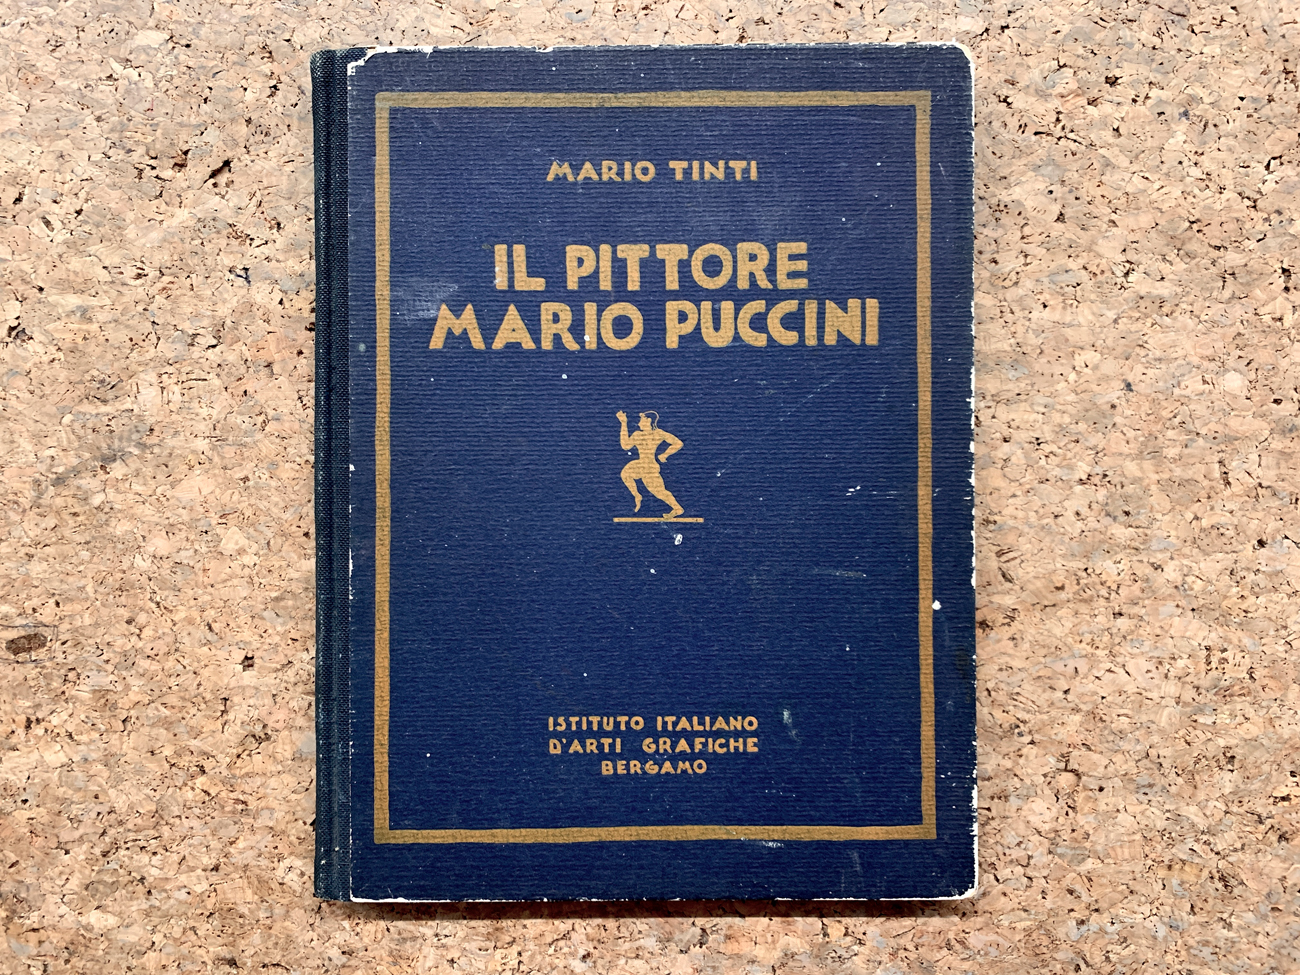 MARIO TINTI
IL PITTORE
MARIO PUCCINI
ISTITUTO ITALIANO
D'ARTI GRAFICHE
BERGAMO